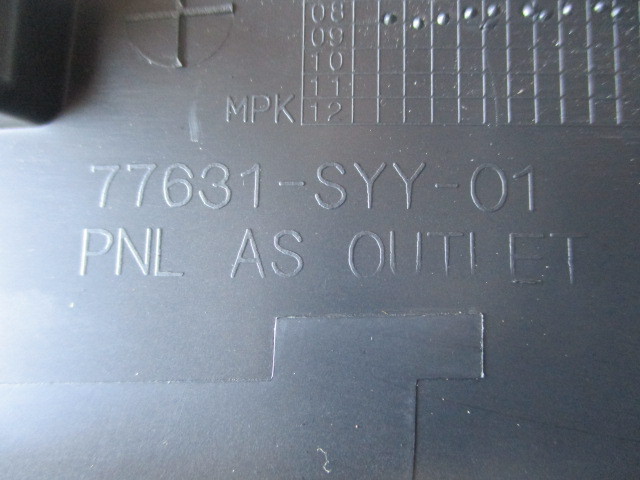 08
09
10
11
MPK 12
77631-SYY-01
PNL AS OUTLET